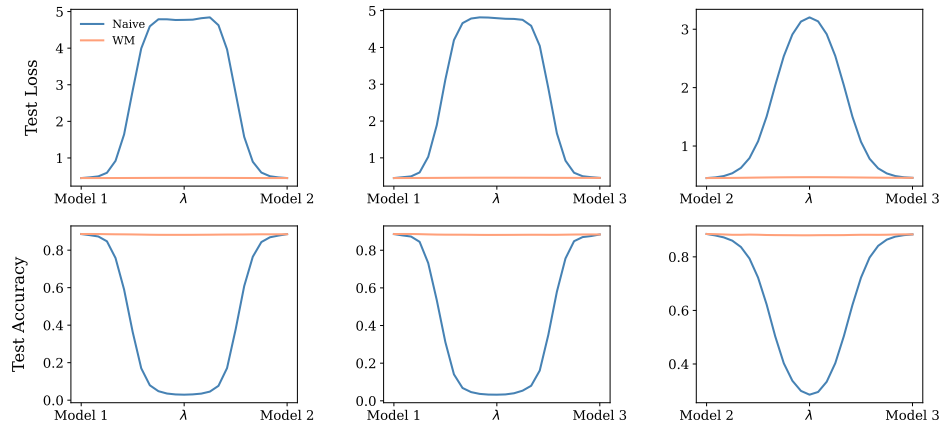 Test Loss
5
4
3
2
1
Naive
WM
Model 1
λ
Model 2
5
4
3
2
1
Model 1
λ
Model 3
3
1
Model 2
λ
Model 3
Test Accuracy
0.8
0.6
0.4
0.2
0.0
Model 1
λ
Model 2
0.8
0.6
0.4
0.2
0.0
Model 1
λ
Model 3
0.8
0.6
0.4
Model 2
λ
Model 3